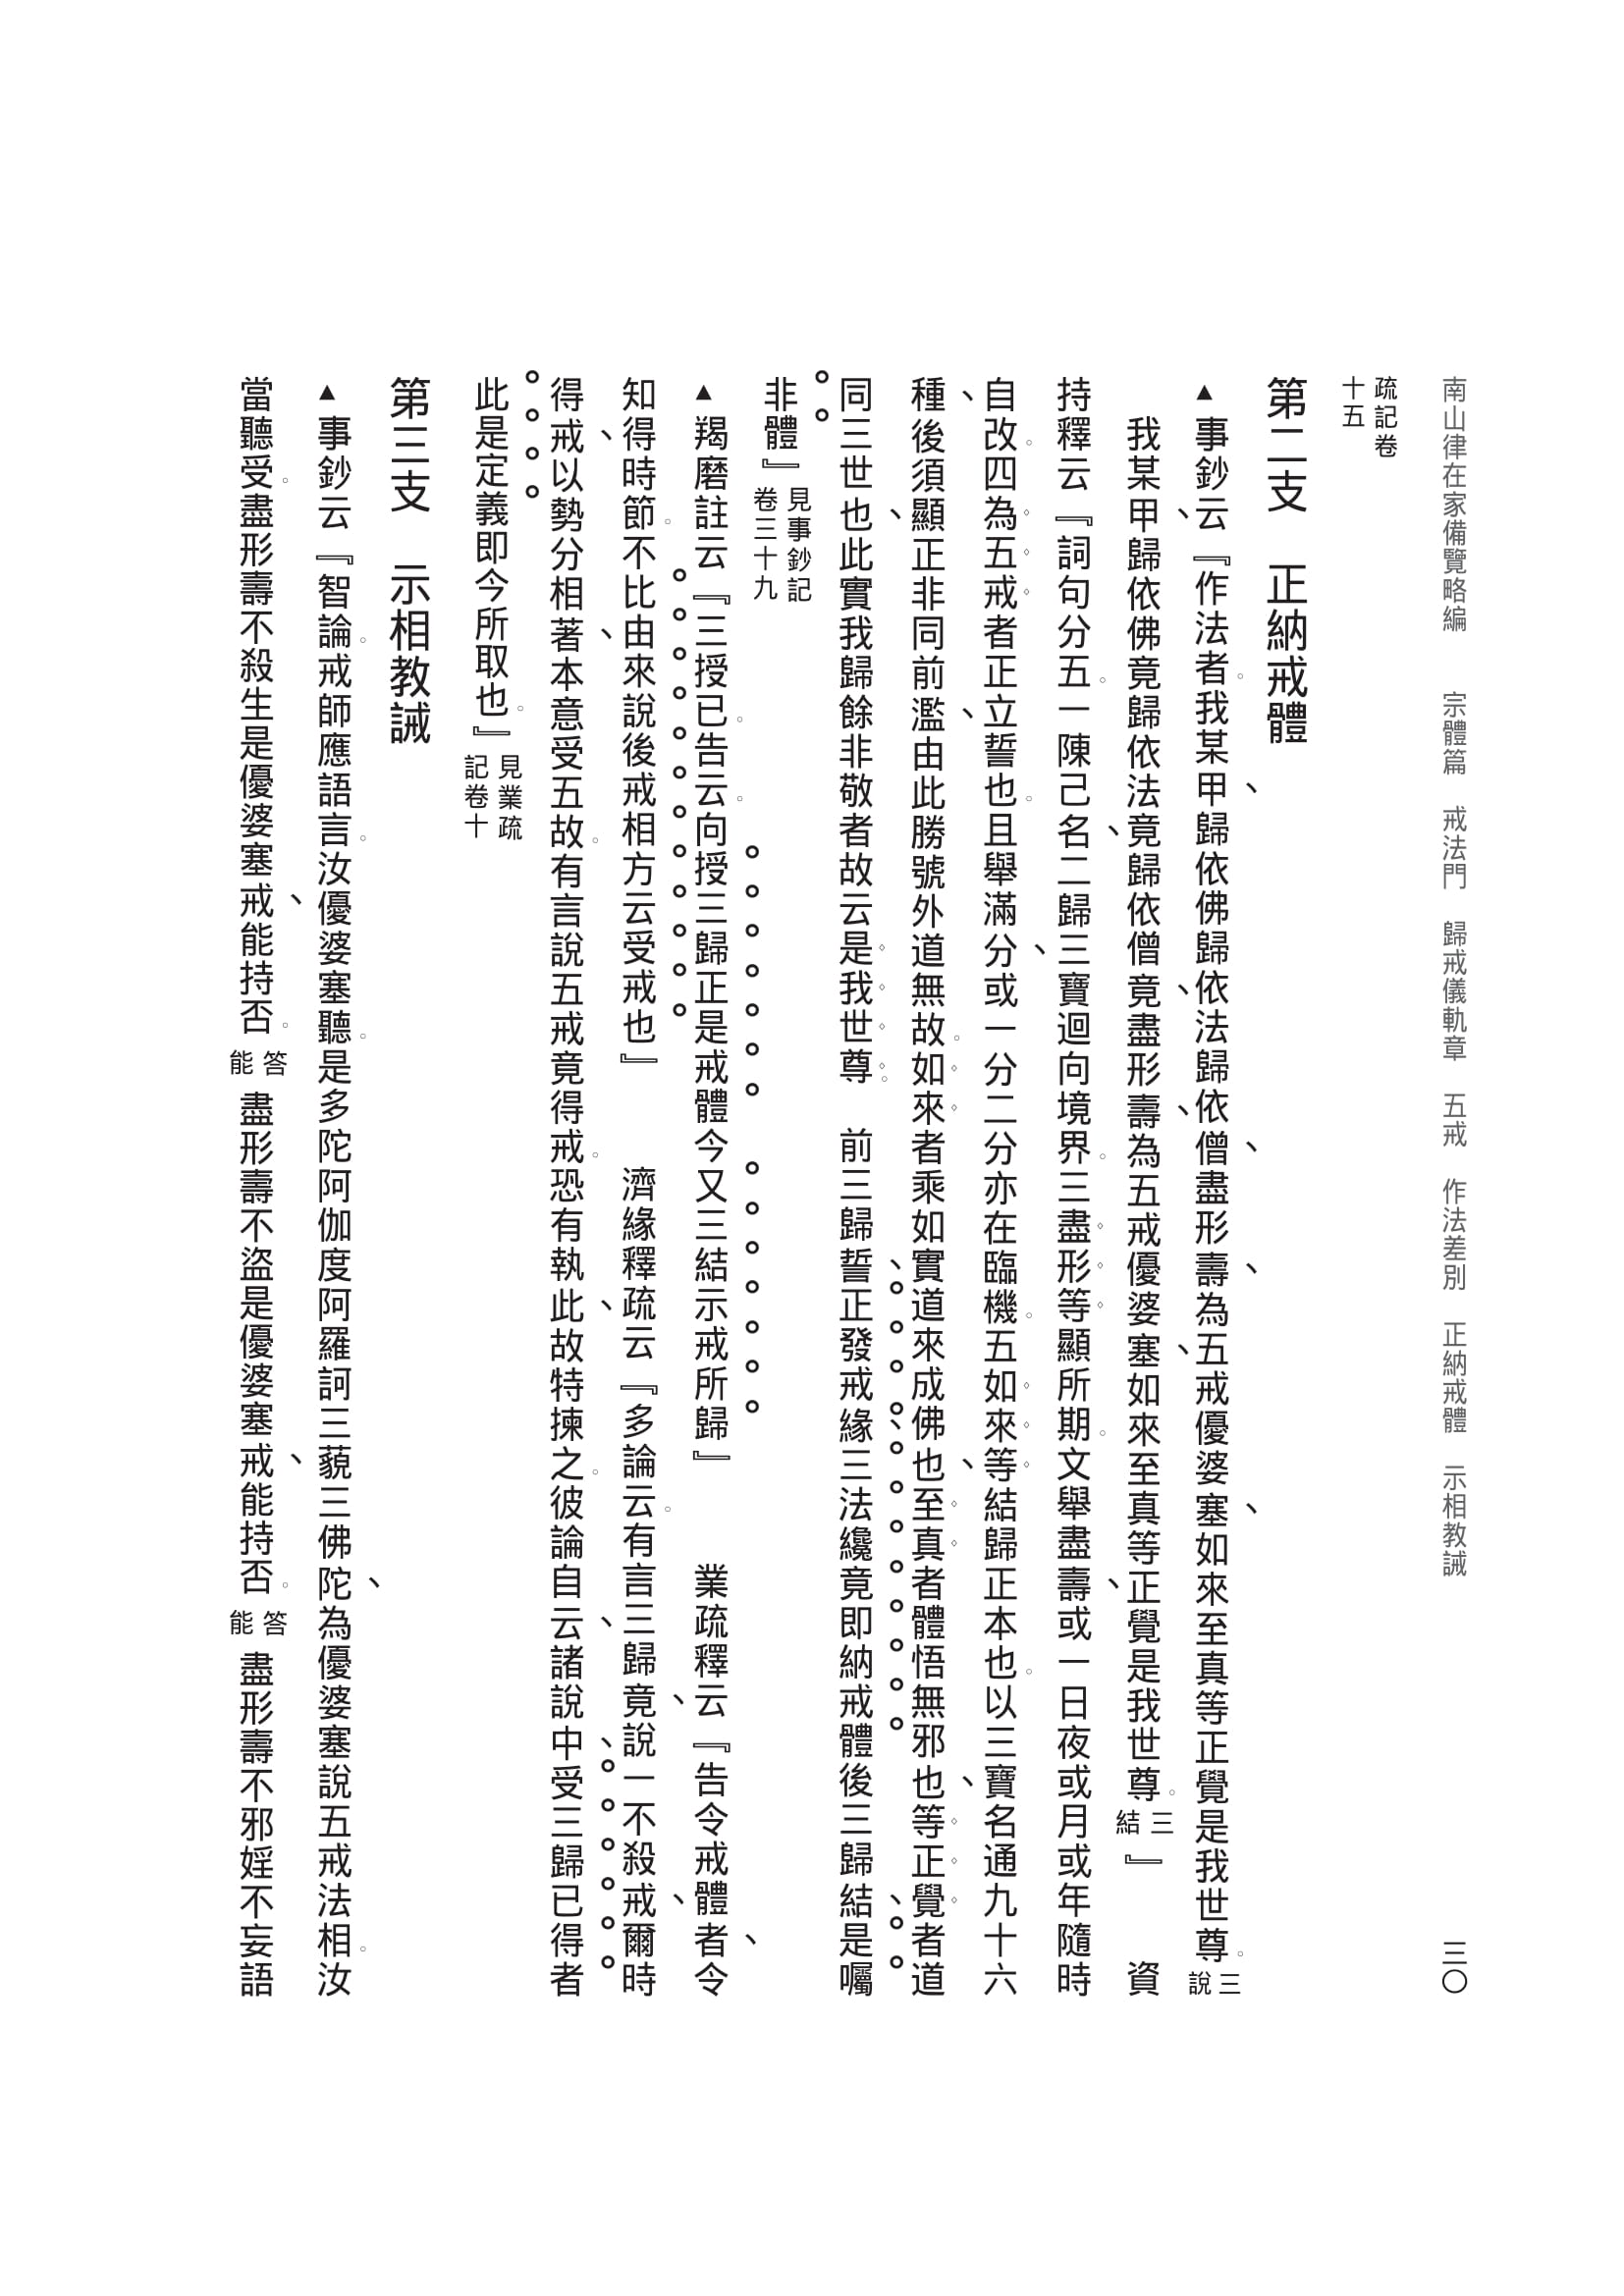 南山律在家備覽略編　宗體篇　戒法門　歸戒儀軌章　五戒　作法差別　正納戒體　示相教誡　三〇
疏記卷
十五
第二支　正納戒體
▲事鈔云『作法者。我某甲、歸依佛歸依法歸依僧、盡形壽、為五戒優婆塞、如來至真等正覺是我世尊。三說
我某甲、歸依佛竟歸依法竟歸依僧竟、盡形壽、為五戒優婆塞、如來至真等正覺是我世尊。三結』　資
持釋云『詞句分五。一陳己名、二歸三寶迴向境界。三盡形等顯所期。文舉盡壽、或一日夜或月或年隨時
自改。四為五戒者正立誓也。且舉滿分、或一分二分亦在臨機。五如來等結歸正本也。以三寶名通九十六
種、後須顯正非同前濫、由此勝號外道無故。如來者乘如實道來成佛也、至真者體悟無邪也、等正覺者道
同三世也、此實我歸餘非敬者故云是我世尊。　前三歸誓、正發戒緣、三法纔竟即納戒體後三歸結、是囑
非體』見事鈔記卷三十九
▲羯磨註云『三授已。告云。向授三歸正是戒體今又三結示戒所歸』　業疏釋云『告令戒體者、令
知得時節。不比由來說後戒相方云受戒也』　濟緣釋疏云『多論云。有言三歸竟、說一不殺戒、爾時
得戒、以勢分相著、本意受五故。有言說五戒竟得戒。恐有執此、故特揀之。彼論自云、諸說中、受三歸已得者
此是定義即今所取也。』見業疏記卷十
第三支　示相教誡
▲事鈔云『智論。戒師應語言。汝優婆塞聽。是多陀阿伽度阿羅訶三藐三佛陀、為優婆塞說五戒法相。汝
當聽受。盡形壽不殺生是優婆塞戒、能持否。答能　盡形壽不盜是優婆塞戒、能持否。答能　盡形壽不邪婬不妄語